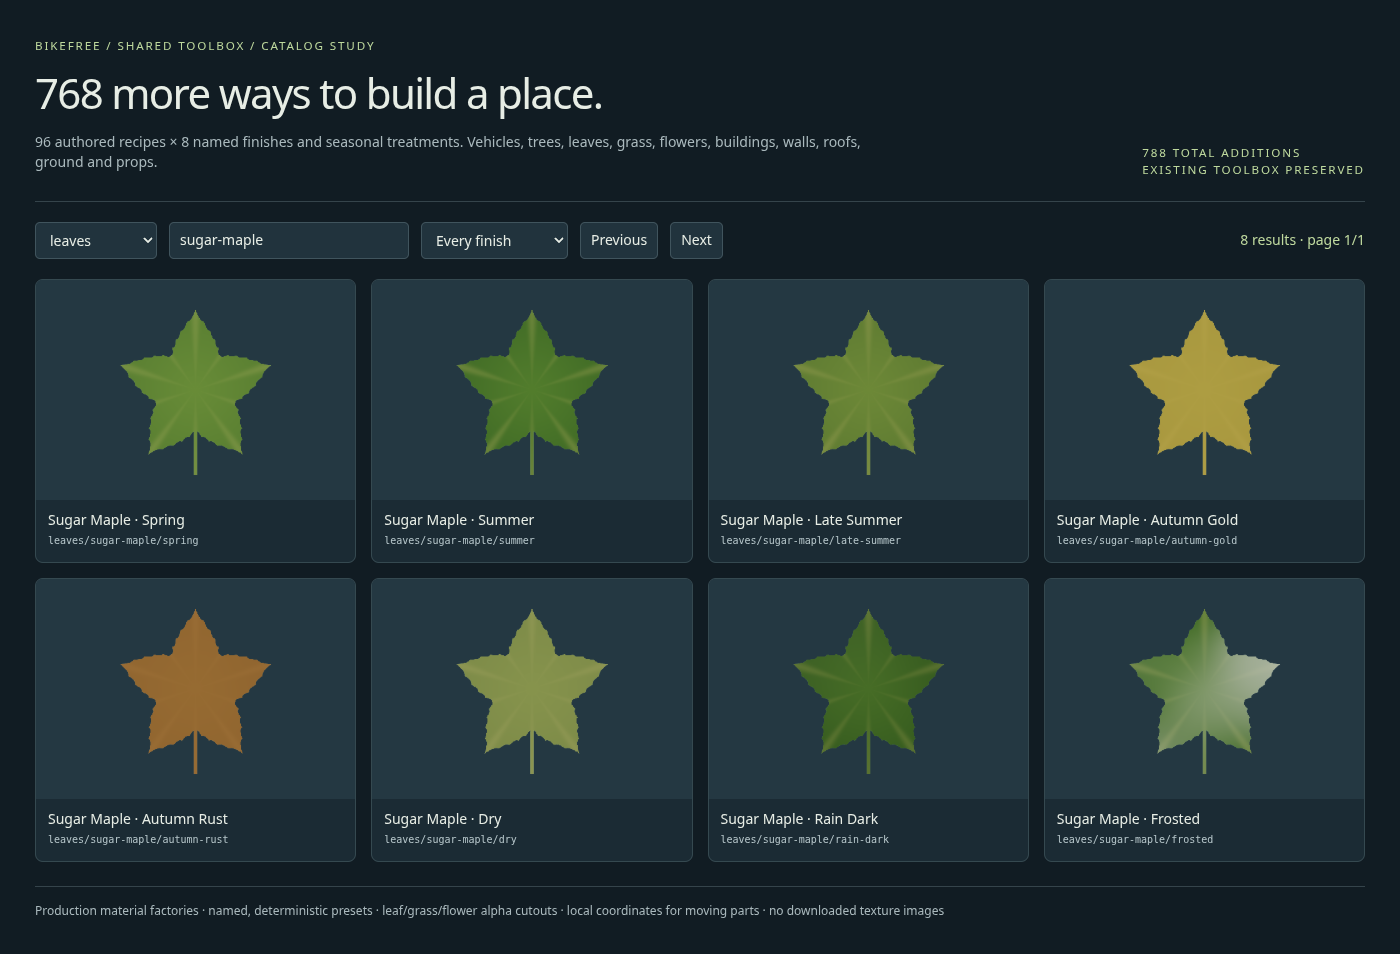 BIKEFREE / SHARED TOOLBOX / CATALOG STUDY
768 more ways to build a place.
96 authored recipes × 8 named finishes and seasonal treatments. Vehicles, trees, leaves, grass, flowers, buildings, walls, roofs,
ground and props.
788 TOTAL ADDITIONS
EXISTING TOOLBOX PRESERVED
leaves
sugar-maple
Every finish
Previous
Next
8 results · page 1/1
Sugar Maple · Spring
leaves/sugar-maple/spring
Sugar Maple · Summer
leaves/sugar-maple/summer
Sugar Maple · Late Summer
leaves/sugar-maple/late-summer
Sugar Maple · Autumn Gold
leaves/sugar-maple/autumn-gold
Sugar Maple · Autumn Rust
leaves/sugar-maple/autumn-rust
Sugar Maple · Dry
leaves/sugar-maple/dry
Sugar Maple · Rain Dark
leaves/sugar-maple/rain-dark
Sugar Maple · Frosted
leaves/sugar-maple/frosted
Production material factories · named, deterministic presets · leaf/grass/flower alpha cutouts · local coordinates for moving parts · no downloaded texture images